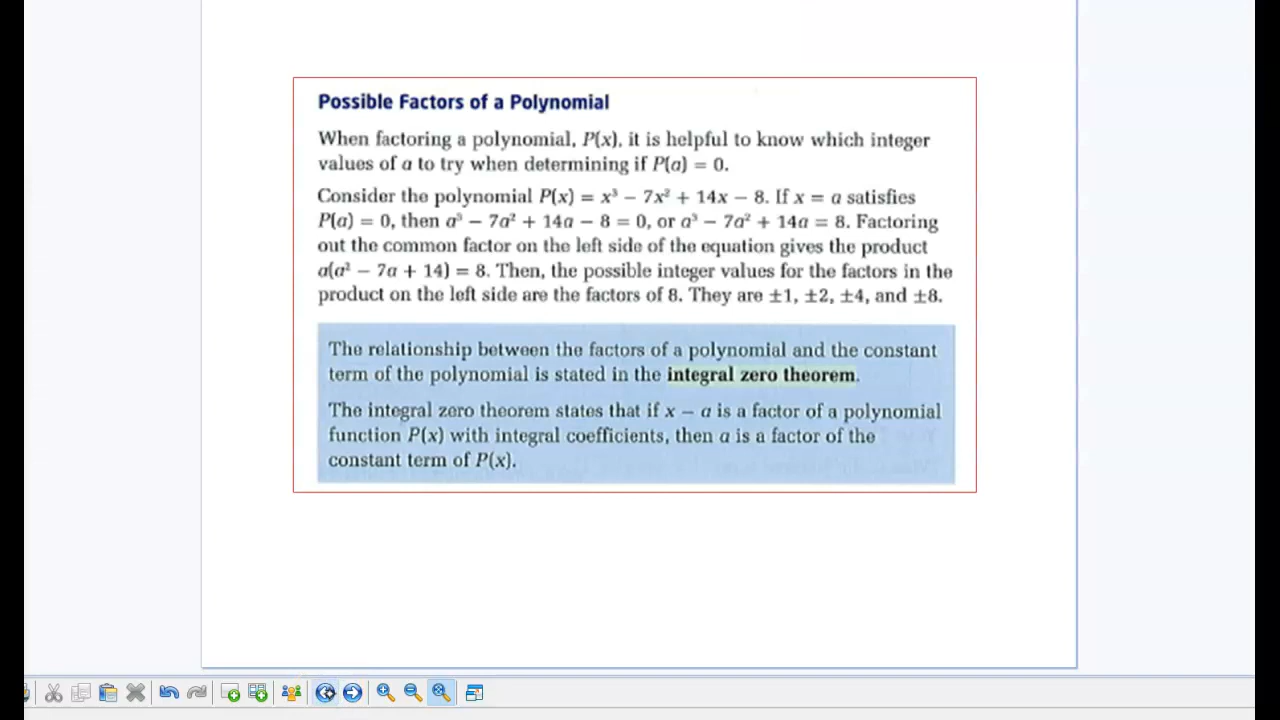 Possible Factors of a Polynomial
When factoring a polynomial, P(x), it is helpful to know which integer
values of a to try when determining if P(a) = 0.
Consider the polynomial P(x) = x³ − 7x² + 14x − 8. If x = a satisfies
P(a) = 0, then a³ − 7a² + 14a − 8 = 0, or a³ − 7a² + 14a = 8. Factoring
out the common factor on the left side of the equation gives the product
a(a² − 7a + 14) = 8. Then, the possible integer values for the factors in the
product on the left side are the factors of 8. They are ±1, ±2, ±4, and ±8.
The relationship between the factors of a polynomial and the constant
term of the polynomial is stated in the integral zero theorem.
The integral zero theorem states that if x − a is a factor of a polynomial
function P(x) with integral coefficients, then a is a factor of the
constant term of P(x).